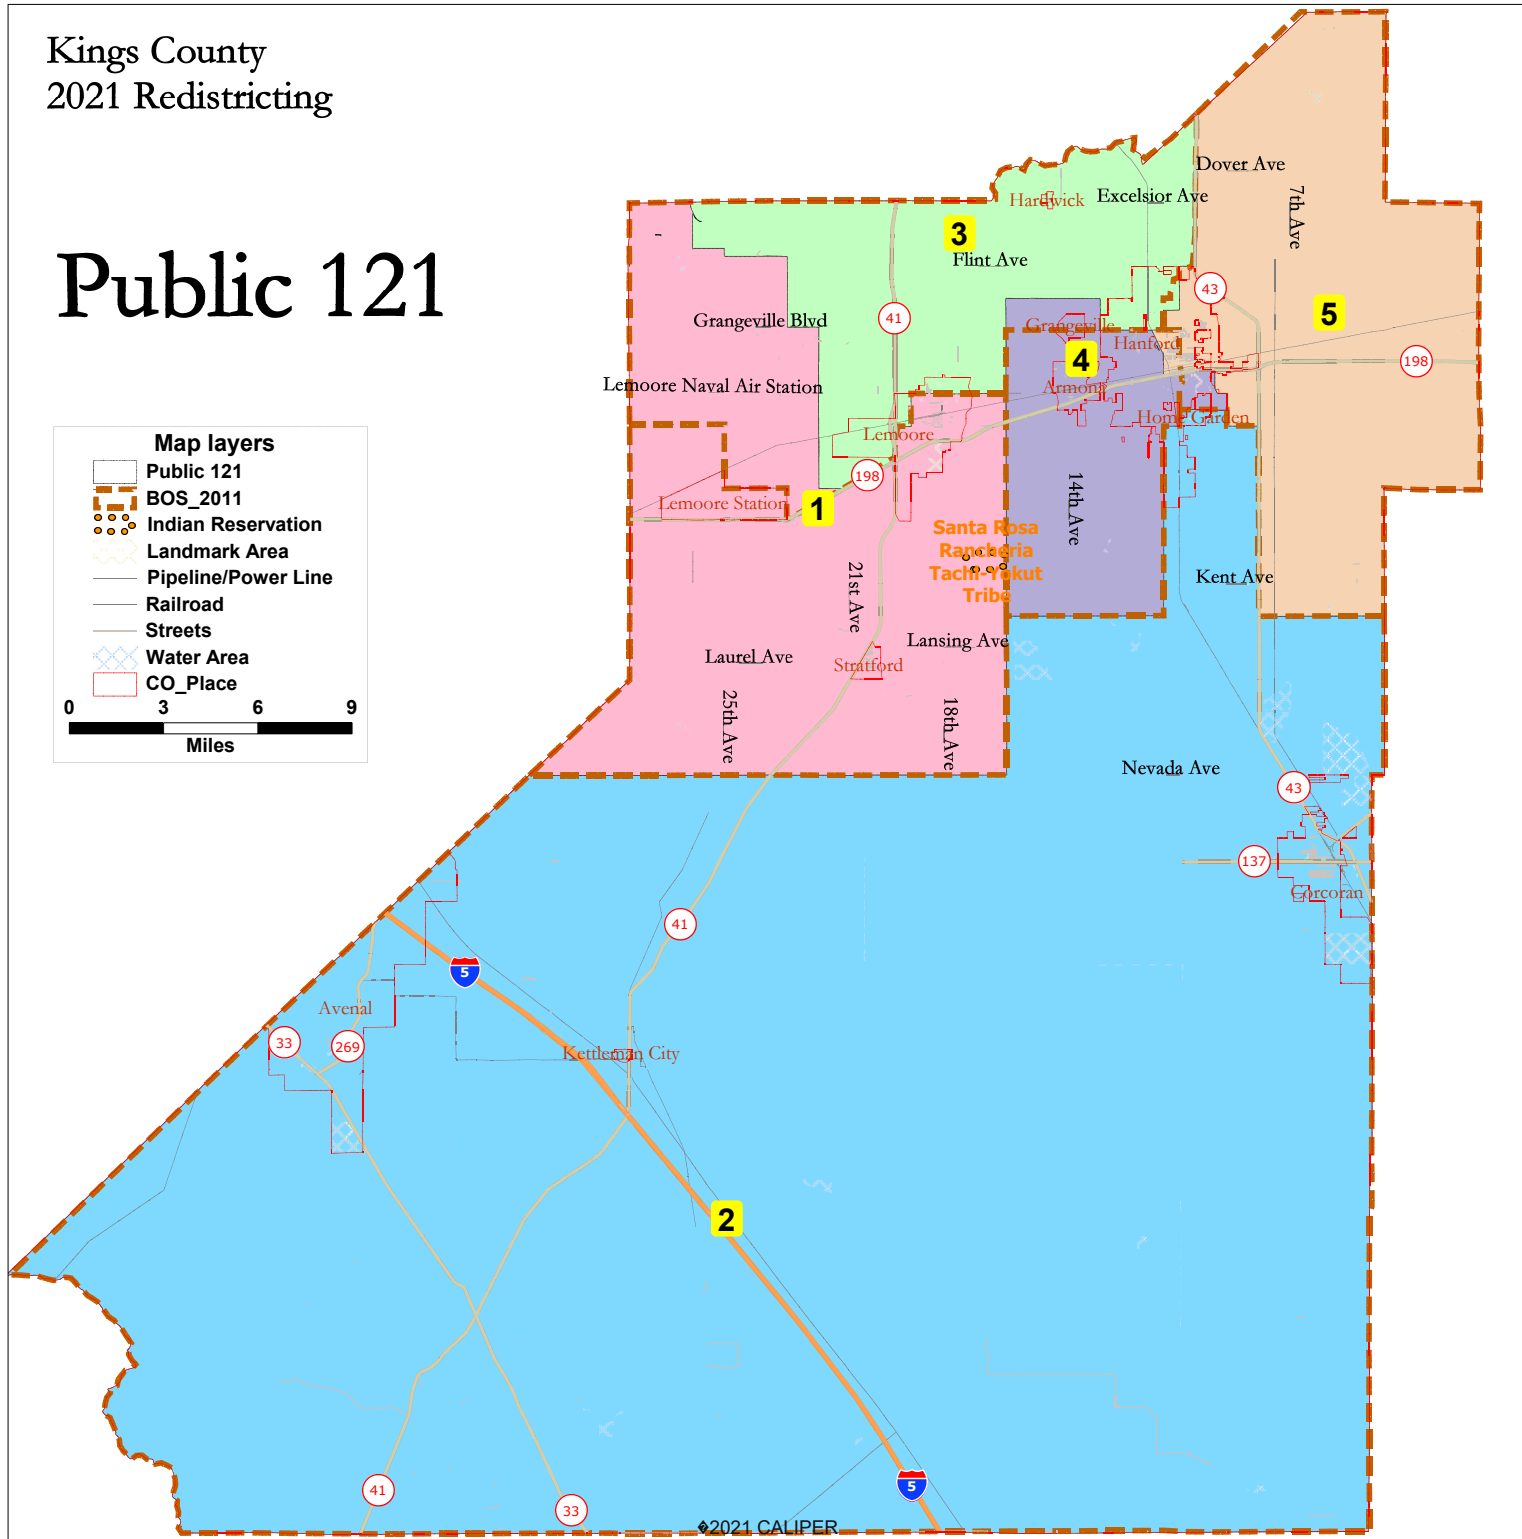 Kings County
2021 Redistricting
Public 121
Map layers
Public 121
BOS_2011
Indian Reservation
Landmark Area
Pipeline/Power Line
Railroad
Streets
Water Area
CO_Place
0 3 6 9
Miles
Dover Ave
Excelsior Ave
Hardwick
7th Ave
3
Flint Ave
43
5
41
Grangeville Blvd
Grangeville
Hanford
4
198
Lemoore Naval Air Station
Armona
Home Garden
Lemoore
198
Lemoore Station
1
14th Ave
Santa Rosa
Rancheria
Tachi-Yokut
Tribe
21st Ave
Kent Ave
Lansing Ave
Laurel Ave
Stratford
25th Ave
18th Ave
Nevada Ave
43
137
Corcoran
41
5
Avenal
33
269
Kettleman City
2
41
33
5
�2021 CALIPER